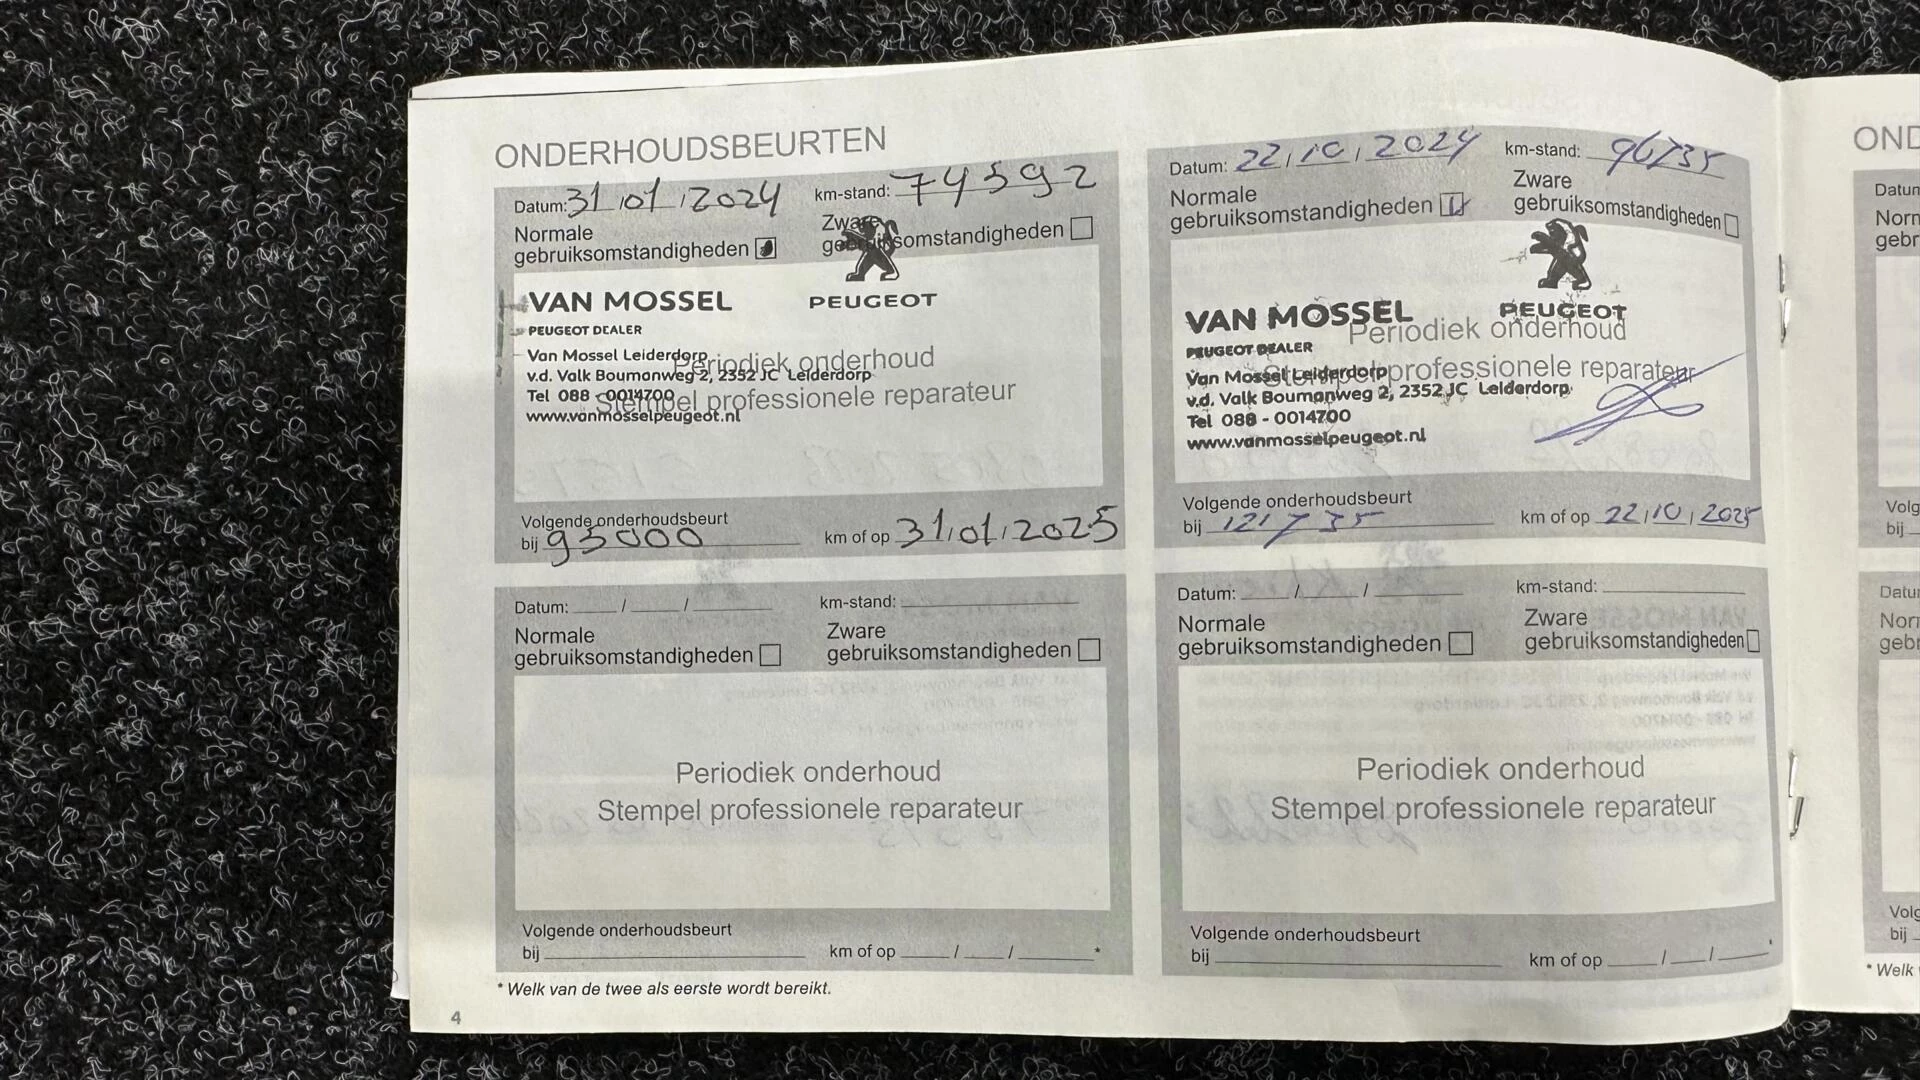 ONDERHOUDSBEURTEN
Datum: 31/01/2024 km-stand: 74592
Normale gebruiksomstandigheden
Zware gebruiksomstandigheden
VAN MOSSEL
PEUGEOT
PEUGEOT DEALER
Van Mossel Leiderdorp
v.d. Valk Boumanweg 2, 2352 JC Leiderdorp
Tel 088 - 0014700
www.vanmosselpeugeot.nl
Periodiek onderhoud
Stempel professionele reparateur
Volgende onderhoudsbeurt
bij 95000 km of op 31/01/2025
Datum: 22/10/2024 km-stand: 96735
Normale gebruiksomstandigheden
Zware gebruiksomstandigheden
VAN MOSSEL
PEUGEOT
PEUGEOT DEALER
Van Mossel Leiderdorp
v.d. Valk Boumanweg 2, 2352 JC Leiderdorp
Tel 088 - 0014700
www.vanmosselpeugeot.nl
Periodiek onderhoud
Stempel professionele reparateur
Volgende onderhoudsbeurt
bij 121735 km of op 22/10/2025
Datum: / / km-stand:
Normale gebruiksomstandigheden
Zware gebruiksomstandigheden
Periodiek onderhoud
Stempel professionele reparateur
Volgende onderhoudsbeurt
bij km of op / / *
Datum: / / km-stand:
Normale gebruiksomstandigheden
Zware gebruiksomstandigheden
Periodiek onderhoud
Stempel professionele reparateur
Volgende onderhoudsbeurt
bij km of op / / *
* Welk van de twee als eerste wordt bereikt.
4
bij
bij
* Welk